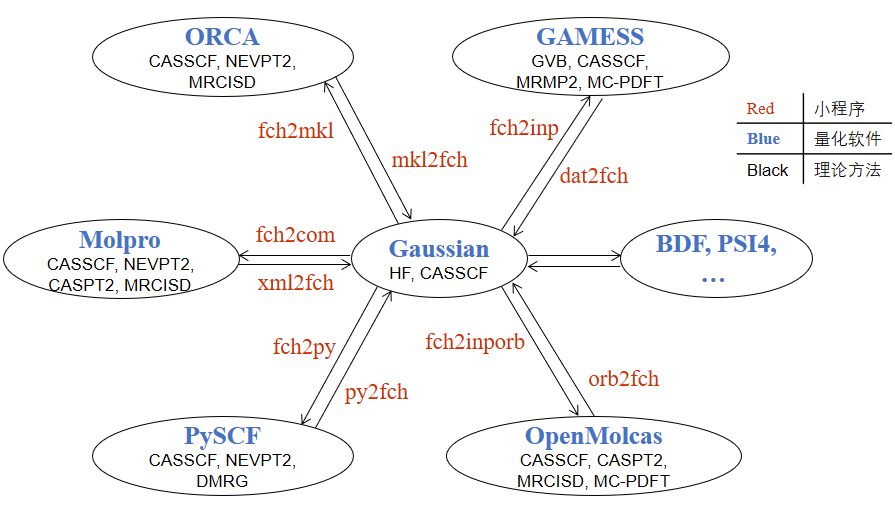 ORCA
CASSCF, NEVPT2,
MRCISD
GAMESS
GVB, CASSCF,
MRMP2, MC-PDFT
Red 小程序
Blue 量化软件
Black 理论方法
fch2mkl
mkl2fch
fch2inp
dat2fch
Molpro
CASSCF, NEVPT2,
CASPT2, MRCISD
fch2com
xml2fch
Gaussian
HF, CASSCF
BDF, PSI4,
…
fch2py
py2fch
fch2inporb
orb2fch
PySCF
CASSCF, NEVPT2,
DMRG
OpenMolcas
CASSCF, CASPT2,
MRCISD, MC-PDFT